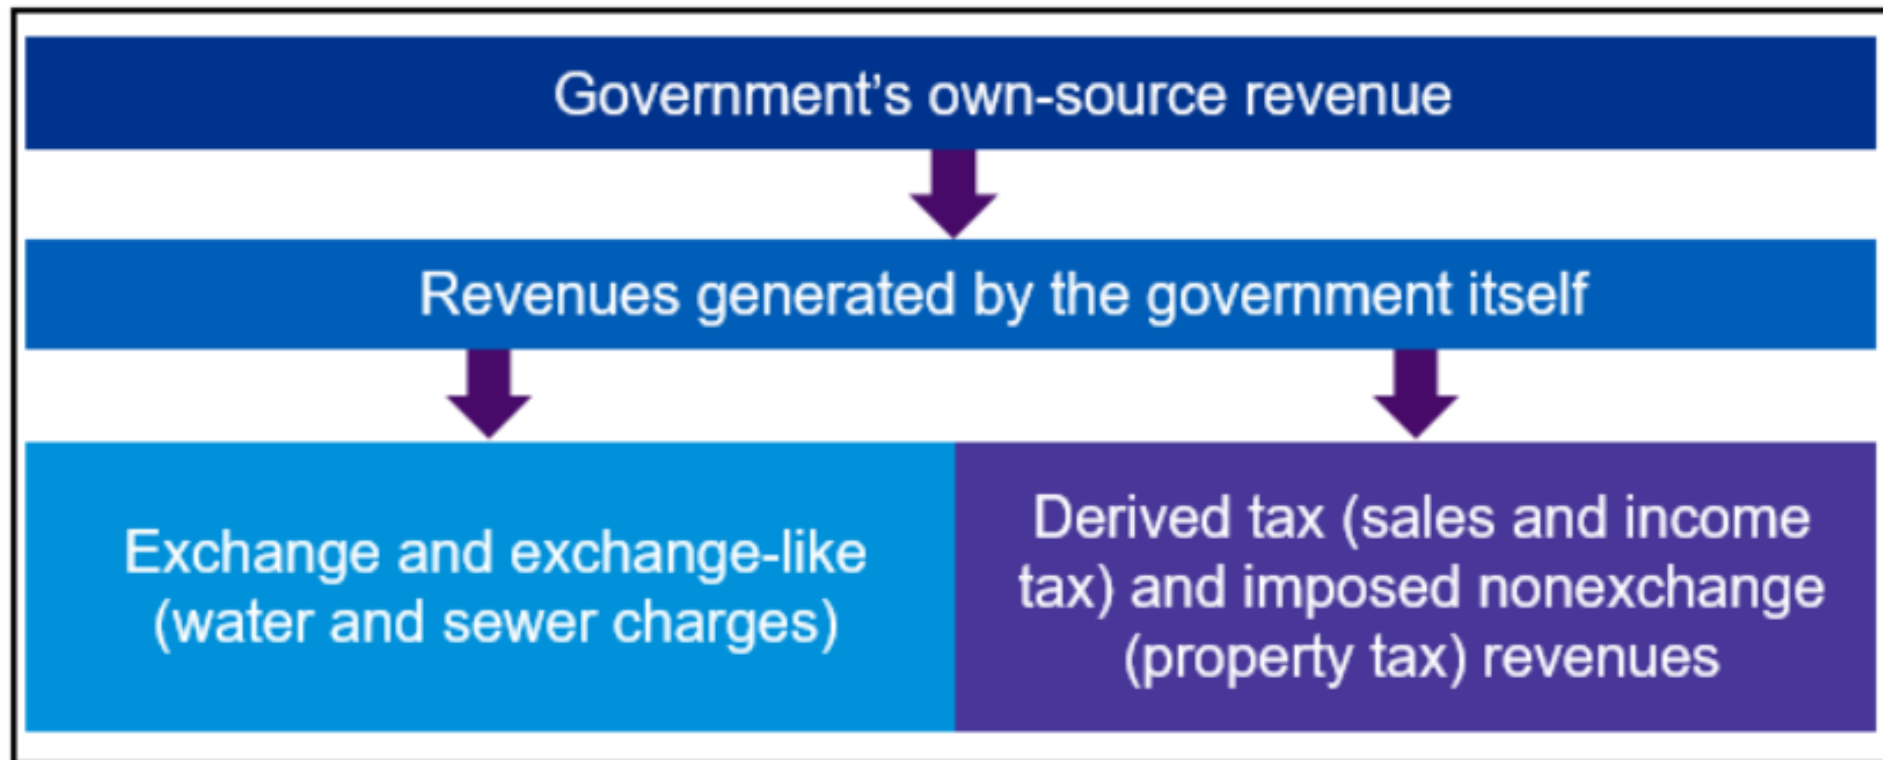 Government’s own-source revenue
Revenues generated by the government itself
Exchange and exchange-like
(water and sewer charges)
Derived tax (sales and income
tax) and imposed nonexchange
(property tax) revenues